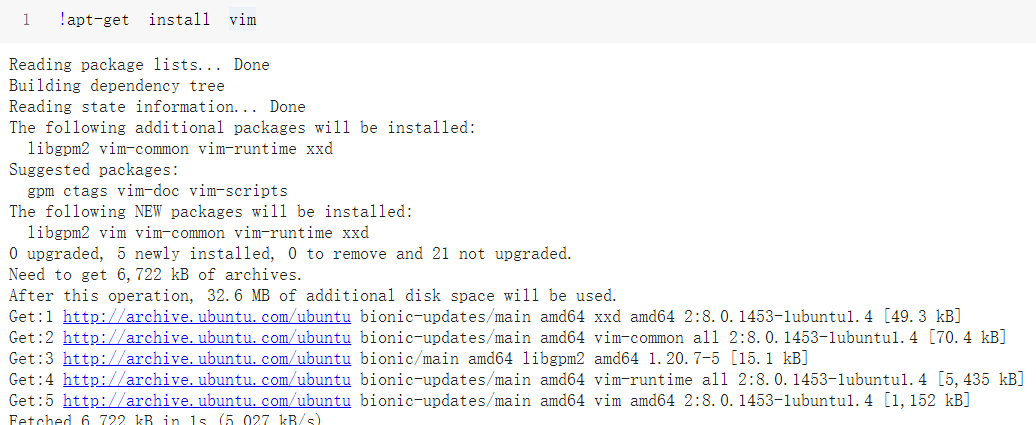 1 !apt-get install vim
Reading package lists... Done
Building dependency tree
Reading state information... Done
The following additional packages will be installed:
libgpm2 vim-common vim-runtime xxd
Suggested packages:
gpm ctags vim-doc vim-scripts
The following NEW packages will be installed:
libgpm2 vim vim-common vim-runtime xxd
0 upgraded, 5 newly installed, 0 to remove and 21 not upgraded.
Need to get 6,722 kB of archives.
After this operation, 32.6 MB of additional disk space will be used.
Get:1 http://archive.ubuntu.com/ubuntu bionic-updates/main amd64 xxd amd64 2:8.0.1453-1ubuntu1.4 [49.3 kB]
Get:2 http://archive.ubuntu.com/ubuntu bionic-updates/main amd64 vim-common all 2:8.0.1453-1ubuntu1.4 [70.4 kB]
Get:3 http://archive.ubuntu.com/ubuntu bionic/main amd64 libgpm2 amd64 1.20.7-5 [15.1 kB]
Get:4 http://archive.ubuntu.com/ubuntu bionic-updates/main amd64 vim-runtime all 2:8.0.1453-1ubuntu1.4 [5,435 kB]
Get:5 http://archive.ubuntu.com/ubuntu bionic-updates/main amd64 vim amd64 2:8.0.1453-1ubuntu1.4 [1,152 kB]
Fetched 6,722 kB in 1s (5,027 kB/s)